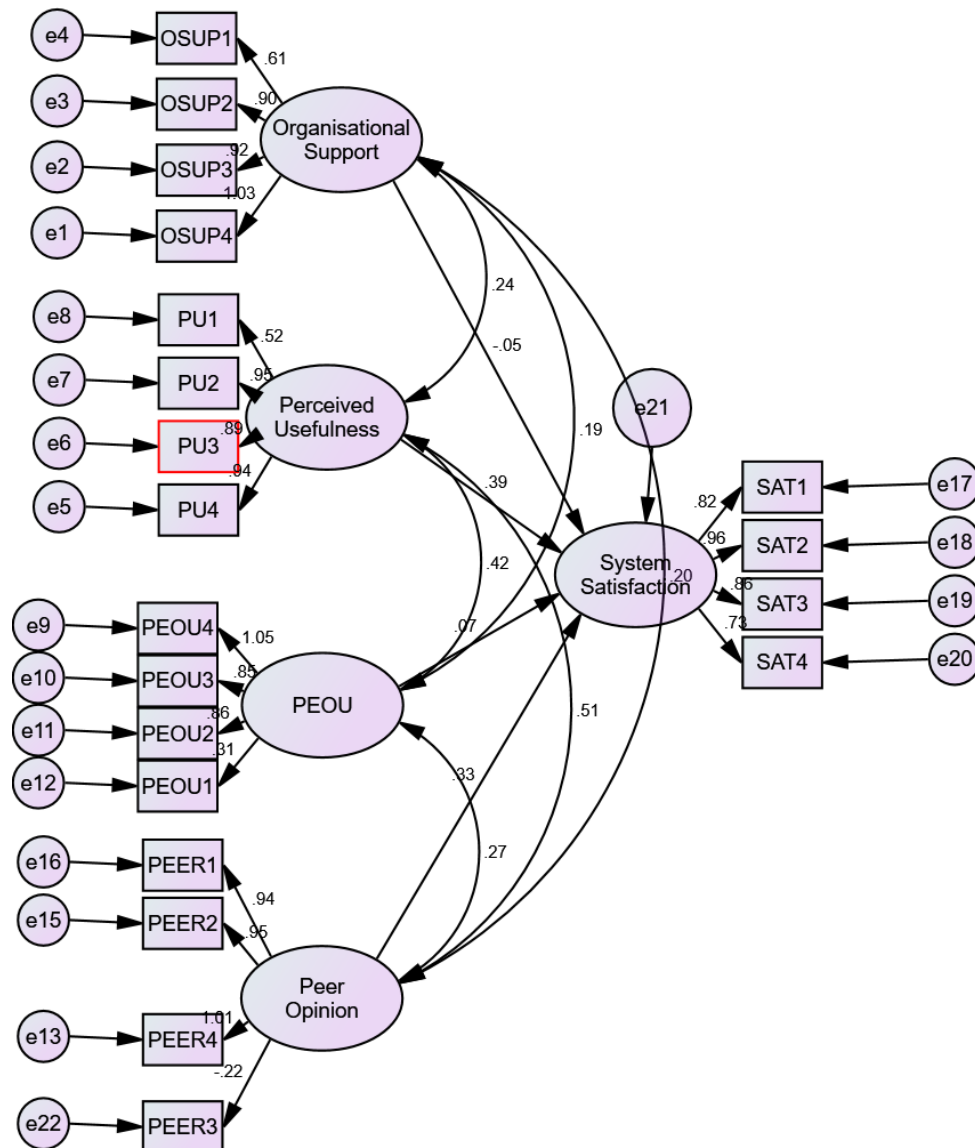 e4
OSUP1
.61
e3
OSUP2
.90
Organisational
Support
e2
OSUP3
.92
e1
OSUP4
1.03
.24
e8
PU1
.52
-.05
e7
PU2
.95
Perceived
Usefulness
e21
e6
PU3
.89
.19
e5
PU4
.94
.39
SAT1
e17
.82
.42
System
Satisfaction
.20
SAT2
e18
.96
SAT3
e19
.86
SAT4
e20
.73
e9
PEOU4
1.05
.07
e10
PEOU3
.85
PEOU
e11
PEOU2
.86
.51
e12
PEOU1
.31
.33
e16
PEER1
.94
.27
e15
PEER2
.95
Peer
Opinion
e13
PEER4
1.01
-.22
e22
PEER3